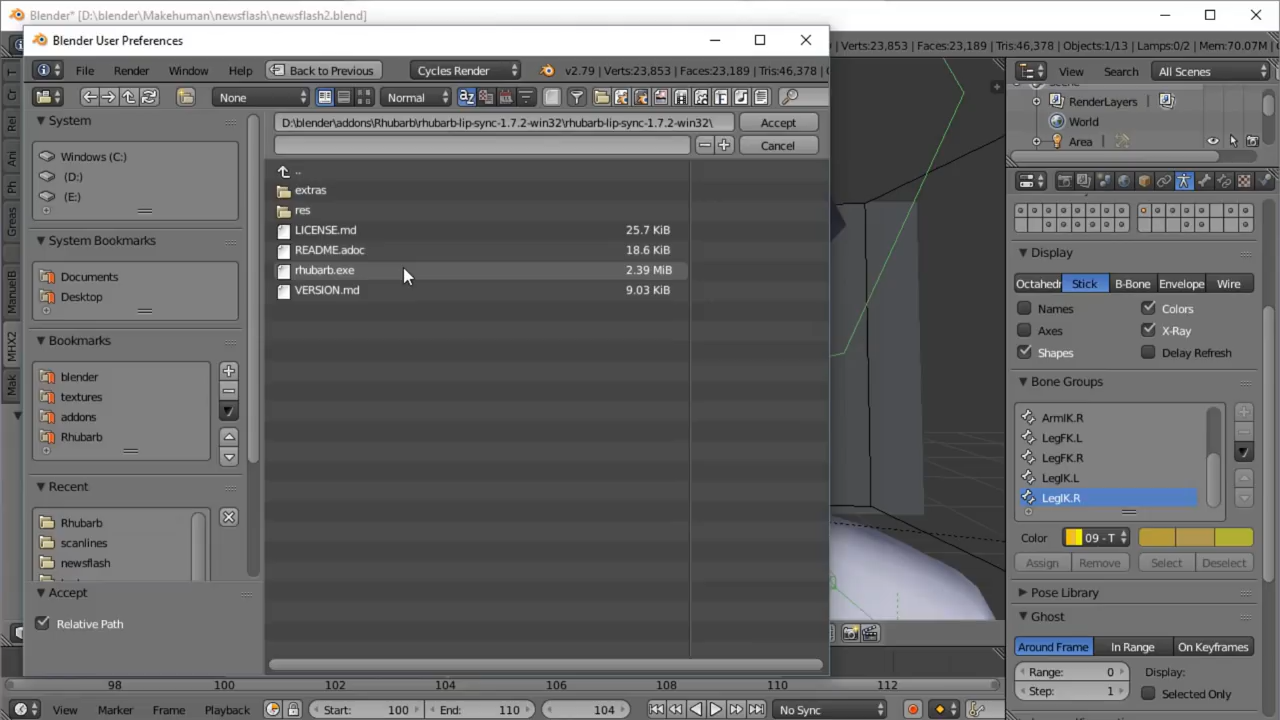 Blender* [D:\blender\Makehuman\newsflash\newsflash2.blend]
Blender User Preferences
File Render Window Help Back to Previous Cycles Render v2.79 | Verts:23,853 | Faces:23,189 | Tris:46,378 |
Verts:23,853 | Faces:23,189 | Tris:46,378 | Objects:1/13 | Lamps:0/2 | Mem:70.07M
None Normal
System
Windows (C:)
(D:)
(E:)
System Bookmarks
Documents
Desktop
Bookmarks
blender
textures
addons
Rhubarb
Recent
Rhubarb
scanlines
newsflash
Accept
Relative Path
D:\blender\addons\Rhubarb\rhubarb-lip-sync-1.7.2-win32\rhubarb-lip-sync-1.7.2-win32\ Accept
Cancel
..
extras
res
LICENSE.md 25.7 KiB
README.adoc 18.6 KiB
rhubarb.exe 2.39 MiB
VERSION.md 9.03 KiB
T
Cr
Rel
Ani
Ph
Greas
ManuelB
MHX2
Mak
View Search All Scenes
RenderLayers
World
Area
Display
Octahedr Stick B-Bone Envelope Wire
Names Colors
Axes X-Ray
Shapes Delay Refresh
Bone Groups
ArmIK.R
LegFK.L
LegFK.R
LegIK.L
LegIK.R
Color 09 - T
Assign Remove Select Deselect
Pose Library
Ghost
Around Frame In Range On Keyframes
Range: 0 Display:
Step: 1 Selected Only
98 100 102 104 106 108 110 112
View Marker Frame Playback Start: 100 End: 110 104 No Sync